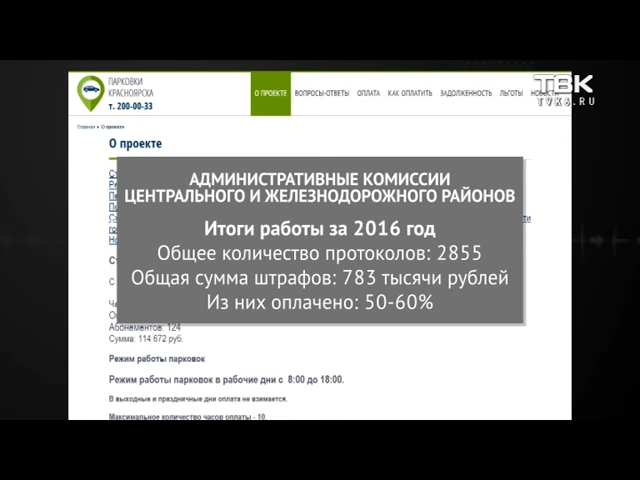 ПАРКОВКИ
КРАСНОЯРСКА
т. 200-00-33
О ПРОЕКТЕ ВОПРОСЫ-ОТВЕТЫ ОПЛАТА КАК ОПЛАТИТЬ ЗАДОЛЖЕННОСТЬ ЛЬГОТЫ НОВОСТИ
ТВК
TVK6.RU
Главная » О проекте
О проекте
АДМИНИСТРАТИВНЫЕ КОМИССИИ
ЦЕНТРАЛЬНОГО И ЖЕЛЕЗНОДОРОЖНОГО РАЙОНОВ
Итоги работы за 2016 год
Общее количество протоколов: 2855
Общая сумма штрафов: 783 тысячи рублей
Из них оплачено: 50-60%
Абонементов: 124
Сумма: 114 672 руб.
Режим работы парковок
Режим работы парковок в рабочие дни с 8:00 до 18:00.
В выходные и праздничные дни оплата не взимается.
Максимальное количество часов оплаты - 10.